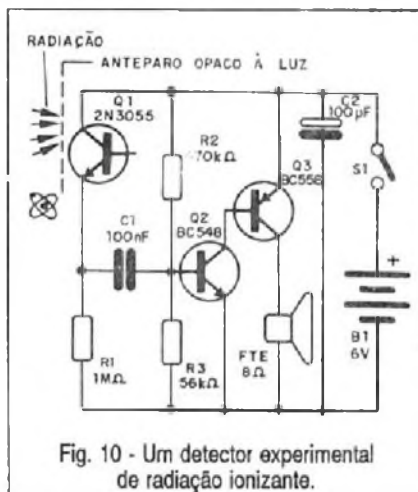 RADIAÇÃO
ANTEPARO OPACO À LUZ
Q1
2N3055
R2
470kΩ
C2
100µF
Q3
BC558
S1
C1
100nF
Q2
BC548
+
B1
6V
R1
1MΩ
R3
56kΩ
FTE
8Ω
Fig. 10 - Um detector experimental
de radiação ionizante.